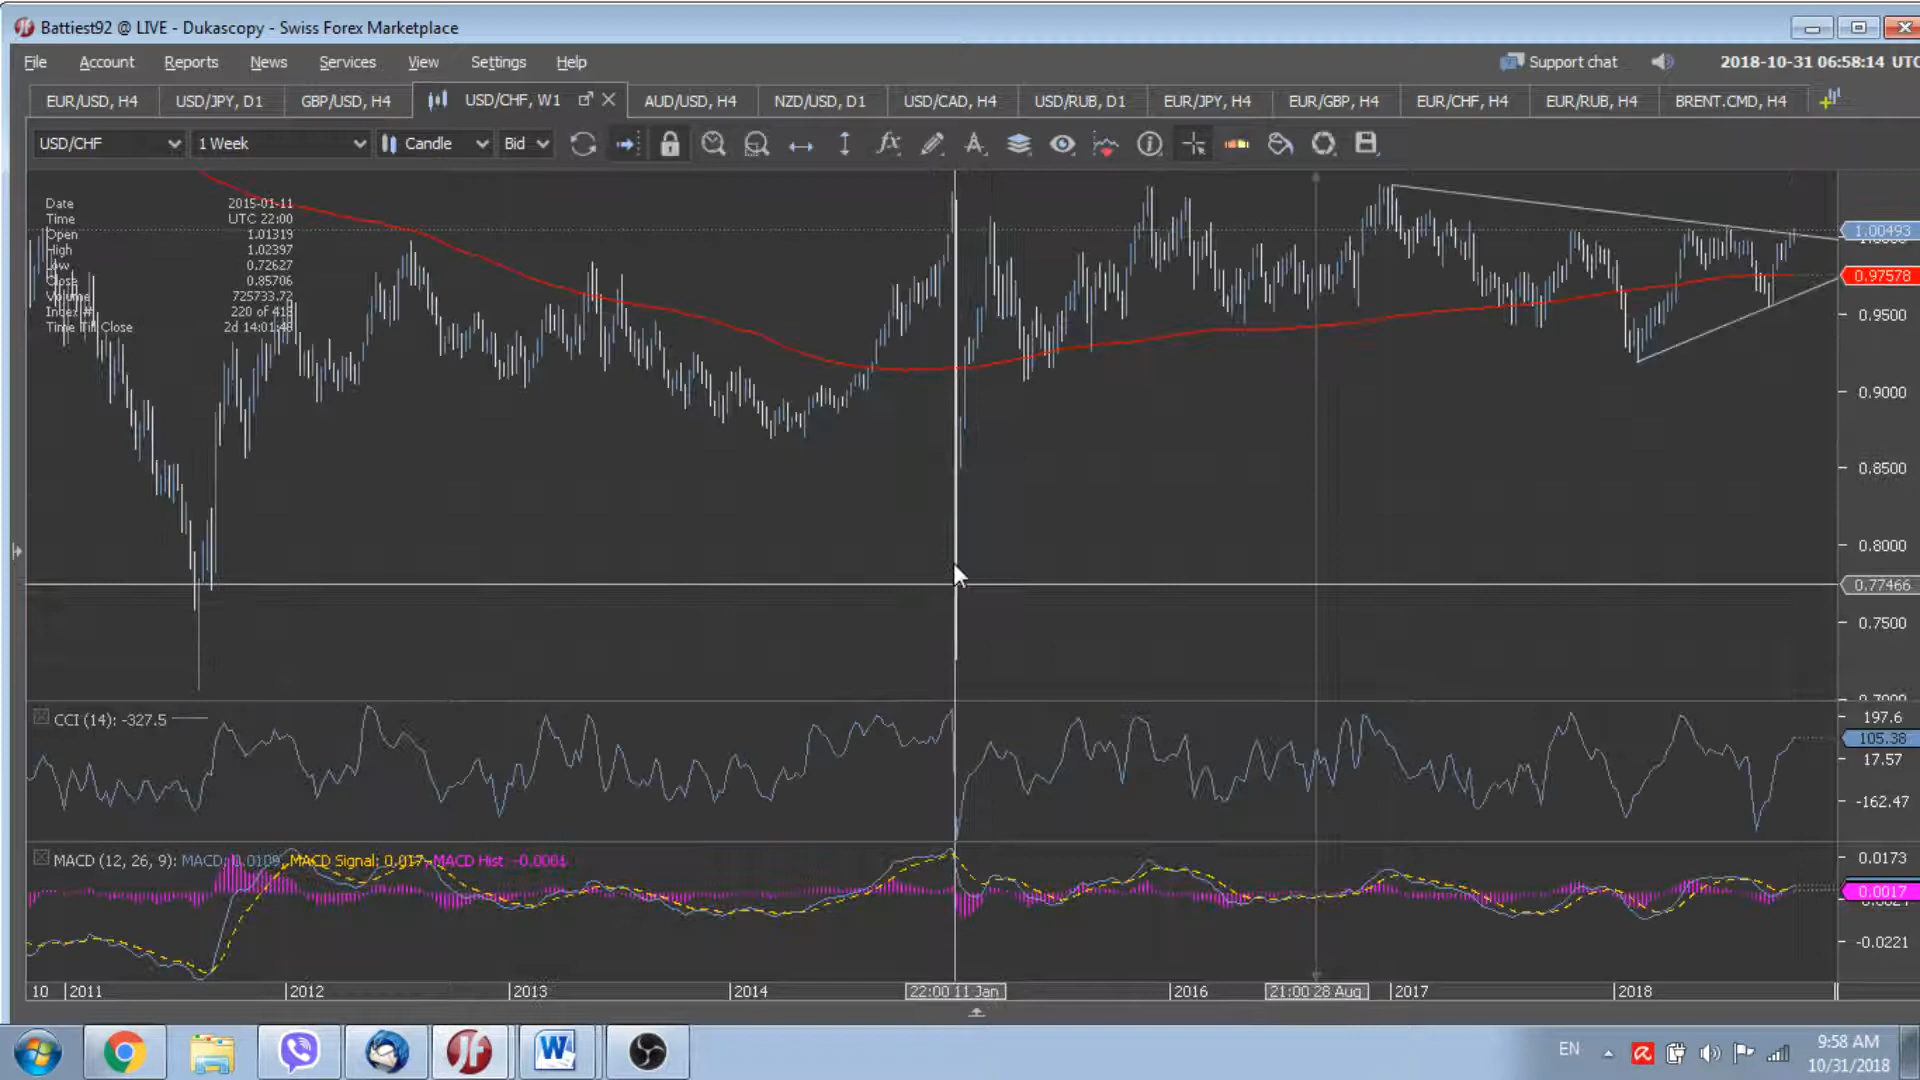 Battiest92 @ LIVE - Dukascopy - Swiss Forex Marketplace
File Account Reports News Services View Settings Help Support chat 2018-10-31 06:58:14 UTC
EUR/USD, H4 USD/JPY, D1 GBP/USD, H4 USD/CHF, W1 AUD/USD, H4 NZD/USD, D1 USD/CAD, H4 USD/RUB, D1 EUR/JPY, H4 EUR/GBP, H4 EUR/CHF, H4 EUR/RUB, H4 BRENT.CMD, H4
USD/CHF 1 Week Candle Bid
Date 2015-01-11
Time UTC 22:00
Open 1.01319
High 1.02397
Low 0.72627
Close 0.85706
Volume 725733.72
Index # 220 of 418
Time Till Close 2d 14:01:46
1.00493
0.97578
0.9500
0.9000
0.8500
0.8000
0.77466
0.7500
CCI (14): -327.5
197.6
105.38
17.57
-162.47
MACD (12, 26, 9): MACD: 0.0109, MACD Signal: 0.017, MACD Hist: -0.0061
0.0173
0.0017
-0.0221
10 2011 2012 2013 2014 22:00 11 Jan 2016 21:00 28 Aug 2017 2018
EN
9:58 AM
10/31/2018